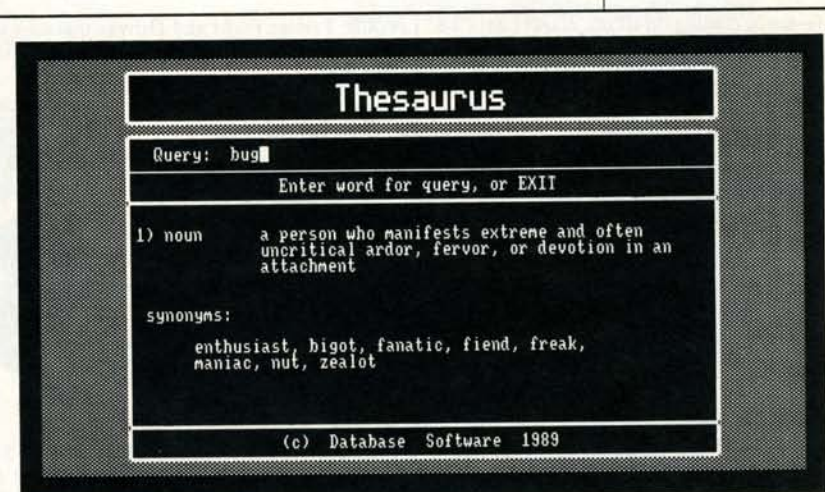 Thesaurus
Query: bug
Enter word for query, or EXIT
1) noun a person who manifests extreme and often
uncritical ardor, fervor, or devotion in an
attachment
synonyms:
enthusiast, bigot, fanatic, fiend, freak,
maniac, nut, zealot
(c) Database Software 1989